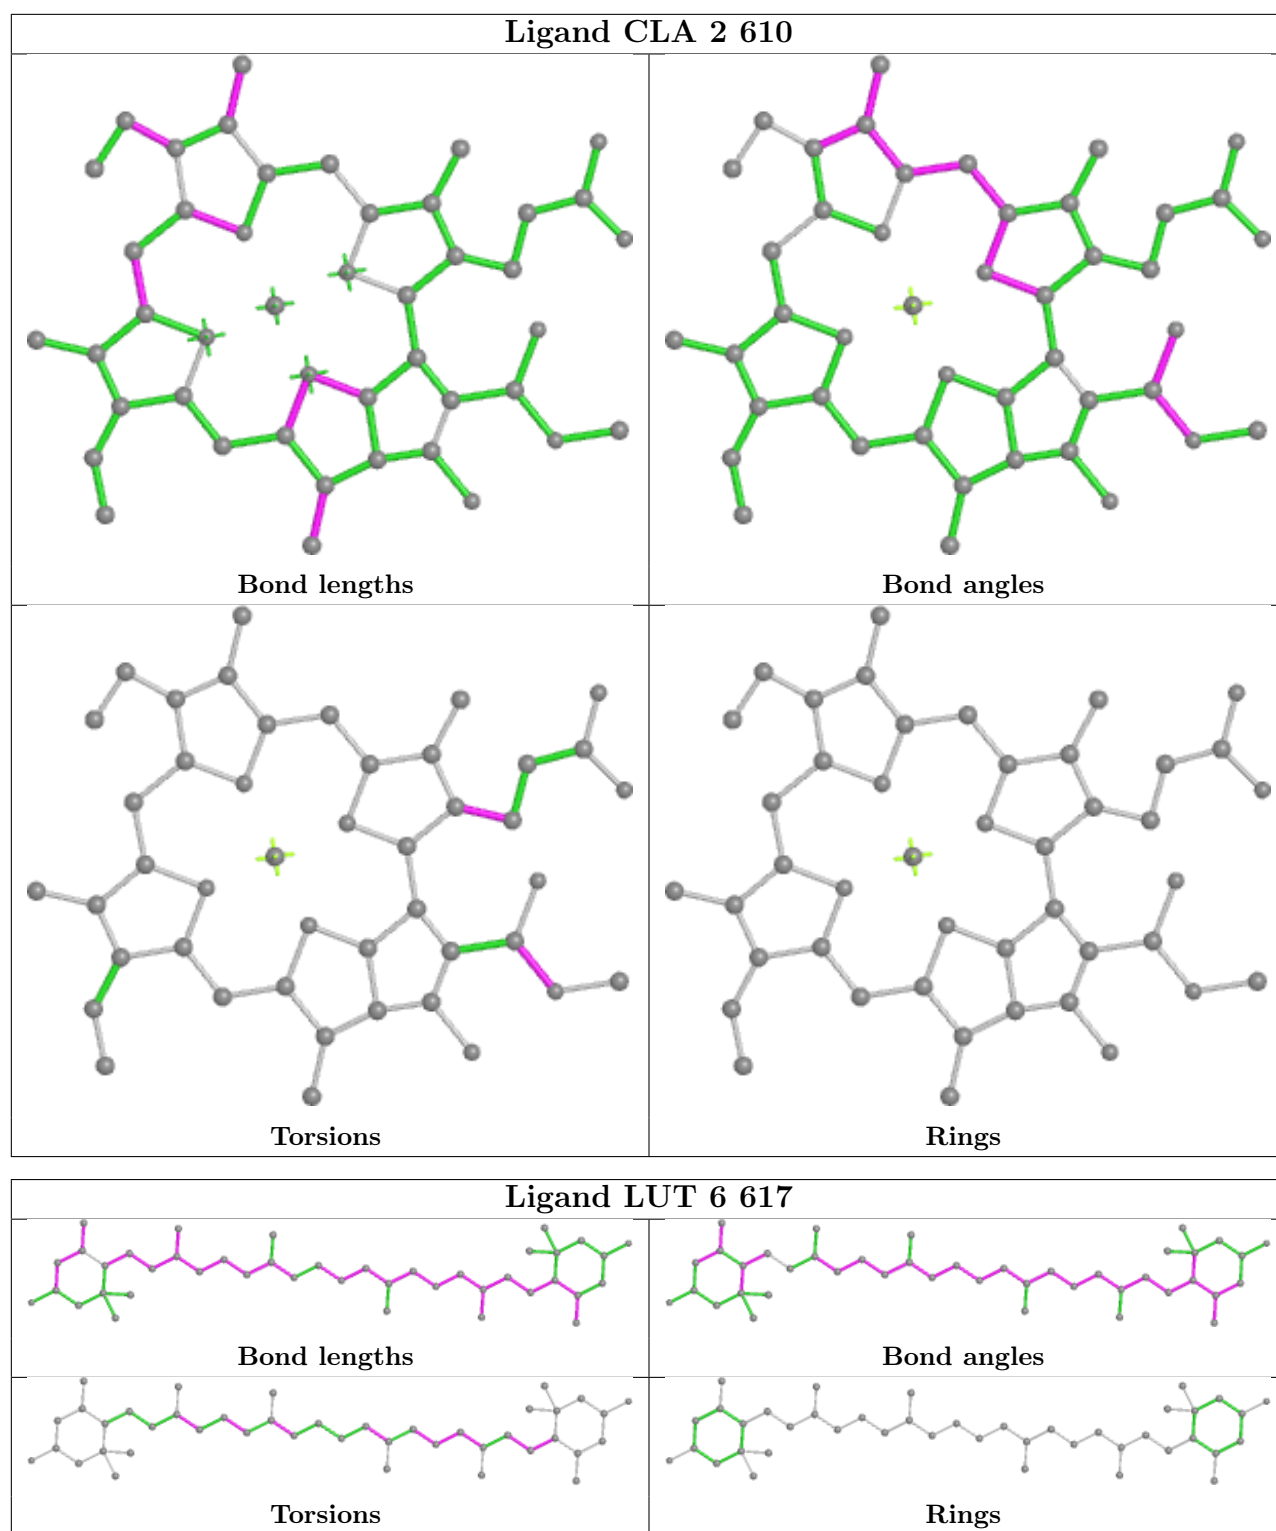 Ligand CLA 2 610
Bond lengths
Bond angles
Torsions
Rings
Ligand LUT 6 617
Bond lengths
Bond angles
Torsions
Rings